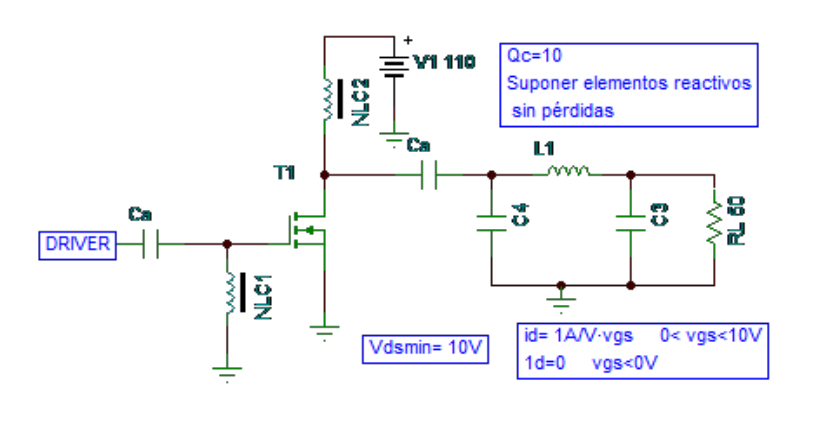 +
V1 110
Qc=10
Suponer elementos reactivos
sin pérdidas
NLC2
Ca
L1
T1
Ca
C4
C3
RL 50
DRIVER
NLC1
Vdsmin= 10V
id= 1A/V·vgs 0< vgs<10V
1d=0 vgs<0V